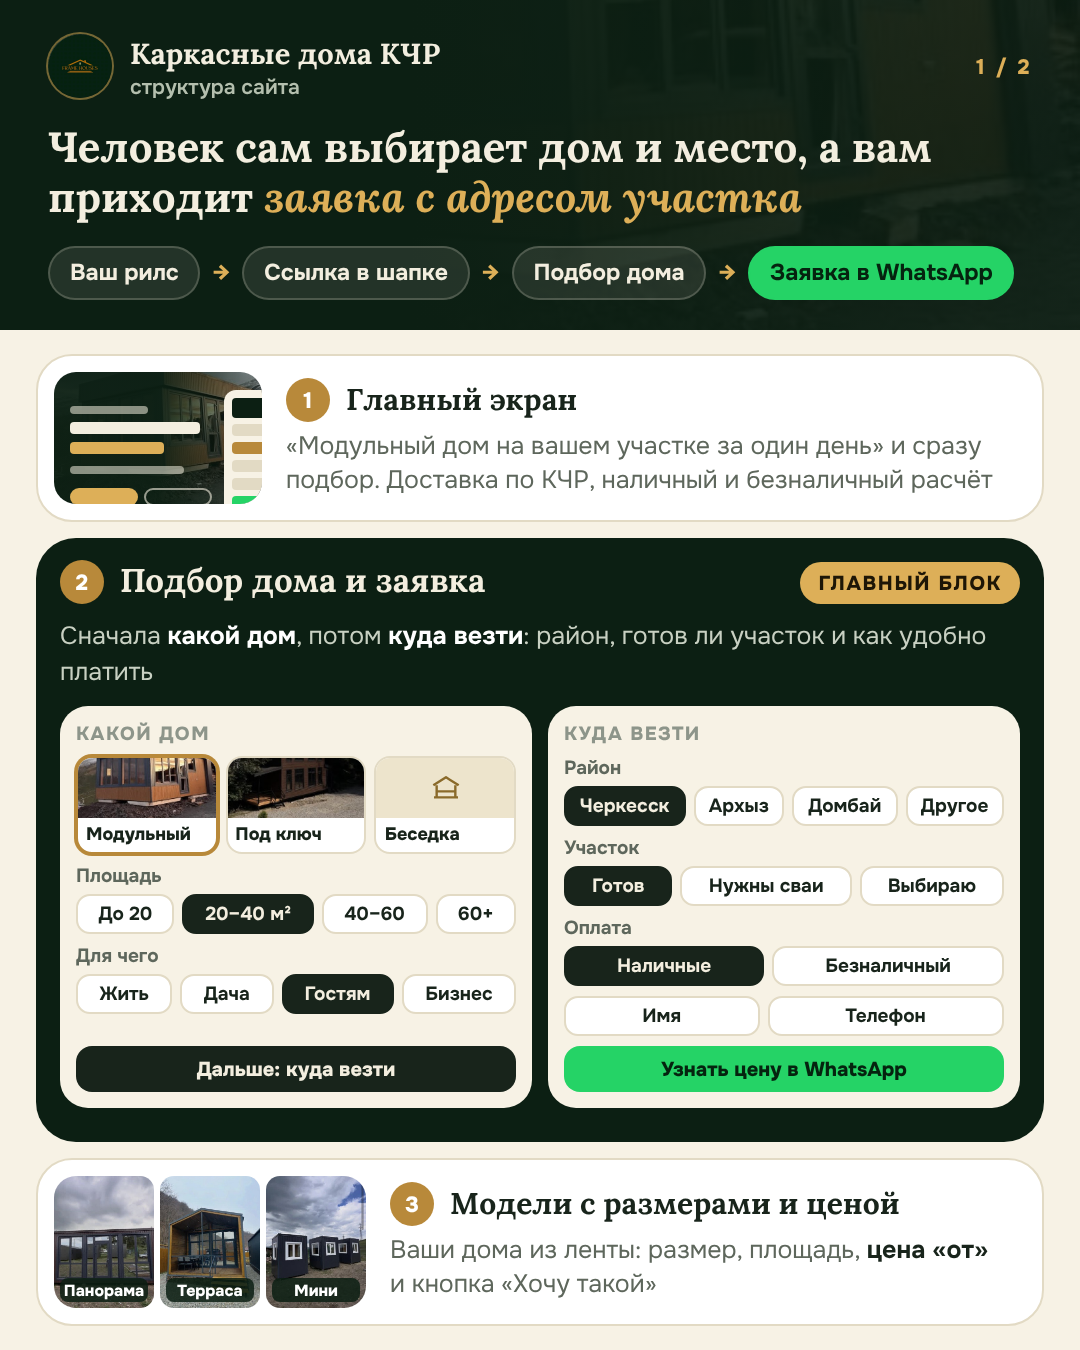 Каркасные дома КЧР
структура сайта
1 / 2
Человек сам выбирает дом и место, а вам
приходит заявка с адресом участка
Ваш рилс → Ссылка в шапке → Подбор дома → Заявка в WhatsApp
1 Главный экран
«Модульный дом на вашем участке за один день» и сразу
подбор. Доставка по КЧР, наличный и безналичный расчёт
2 Подбор дома и заявка
ГЛАВНЫЙ БЛОК
Сначала какой дом, потом куда везти: район, готов ли участок и как удобно
платить
КАКОЙ ДОМ
Модульный Под ключ Беседка
Площадь
До 20 20–40 м² 40–60 60+
Для чего
Жить Дача Гостям Бизнес
Дальше: куда везти
КУДА ВЕЗТИ
Район
Черкесск Архыз Домбай Другое
Участок
Готов Нужны сваи Выбираю
Оплата
Наличные Безналичный
Имя Телефон
Узнать цену в WhatsApp
Панорама Терраса Мини
3 Модели с размерами и ценой
Ваши дома из ленты: размер, площадь, цена «от»
и кнопка «Хочу такой»